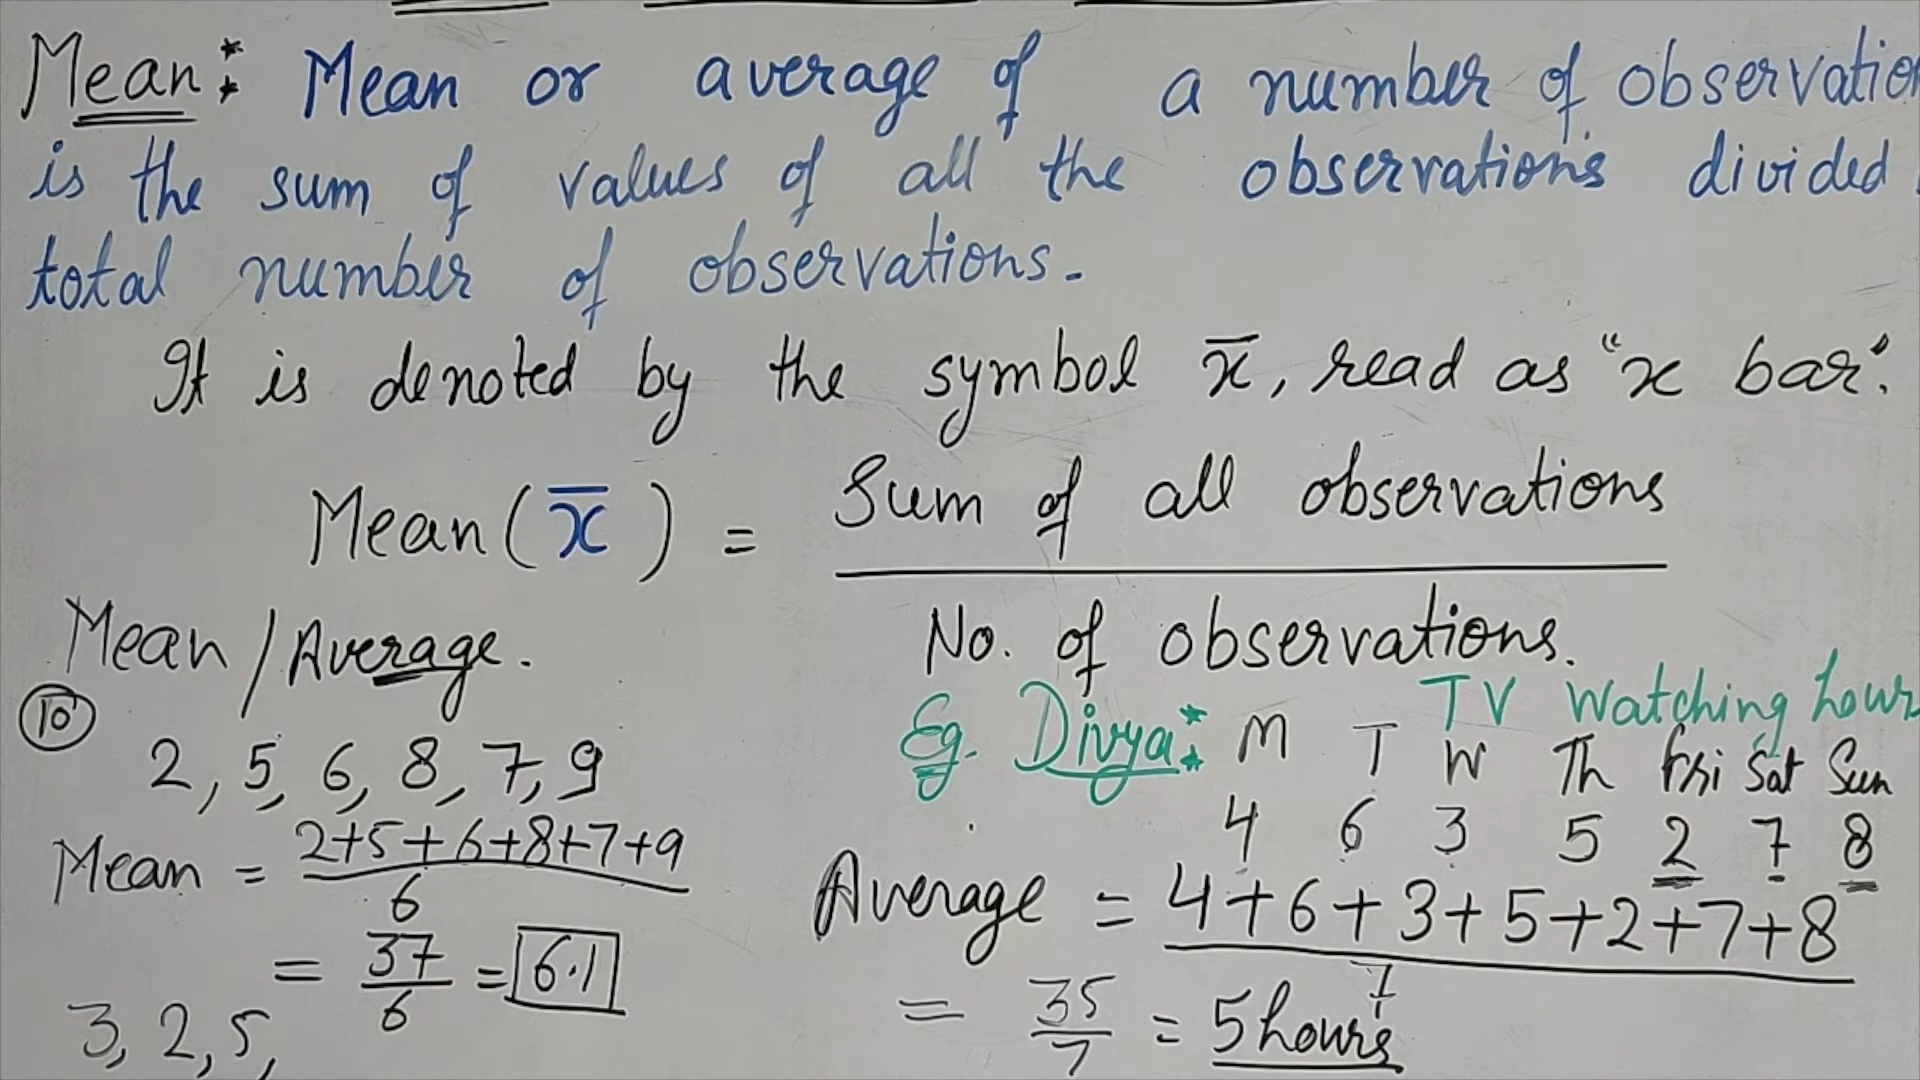 Mean: Mean or average of a number of observation
is the sum of values of all the observations divided
total number of observations.
It is denoted by the symbol x̄, read as "x bar".
Mean (x̄) = Sum of all observations
No. of observations.
Mean / Average.
10
2, 5, 6, 8, 7, 9
Mean = 2+5+6+8+7+9
6
= 37
6
= 6.1
3, 2, 5,
TV Watching hour
Eg. Divya: M T W Th Fri Sat Sun
4 6 3 5 2 7 8
Average = 4+6+3+5+2+7+8
7
= 35
7
= 5 hours